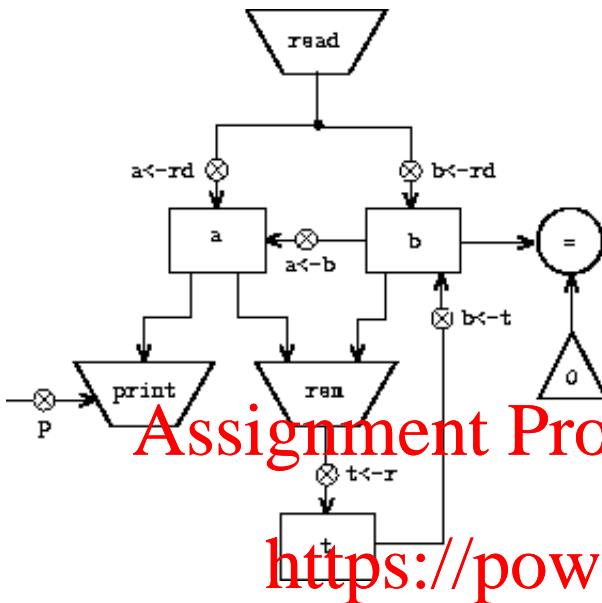 read
a<-rd
b<-rd
a
b
=
a<-b
b<-t
print
rem
0
P
Assignment Pro
t<-r
t
https://pow